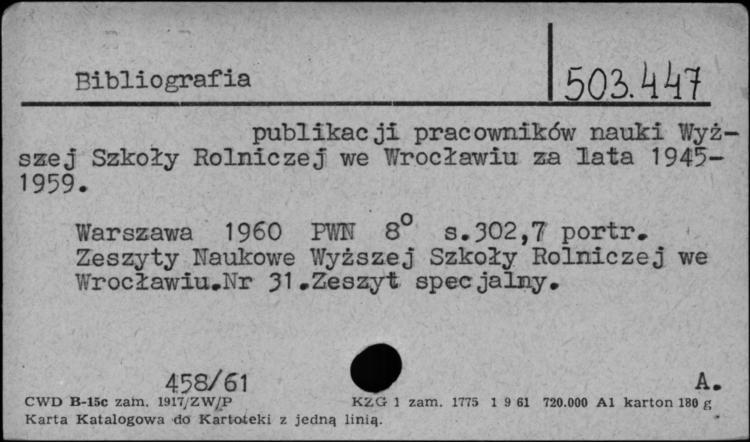 Bibliografia
503.447
publikacji pracowników nauki Wyż-
szej Szkoły Rolniczej we Wrocławiu za lata 1945-
1959.
Warszawa 1960 PWN 8° s.302,7 portr.
Zeszyty Naukowe Wyższej Szkoły Rolniczej we
Wrocławiu.Nr 31.Zeszyt specjalny.
458/61
A.
CWD B-15c zam. 1917/ZW/P KZG 1 zam. 1775 1 9 61 720.000 A1 karton 180 g
Karta Katalogowa do Kartoteki z jedną linią.